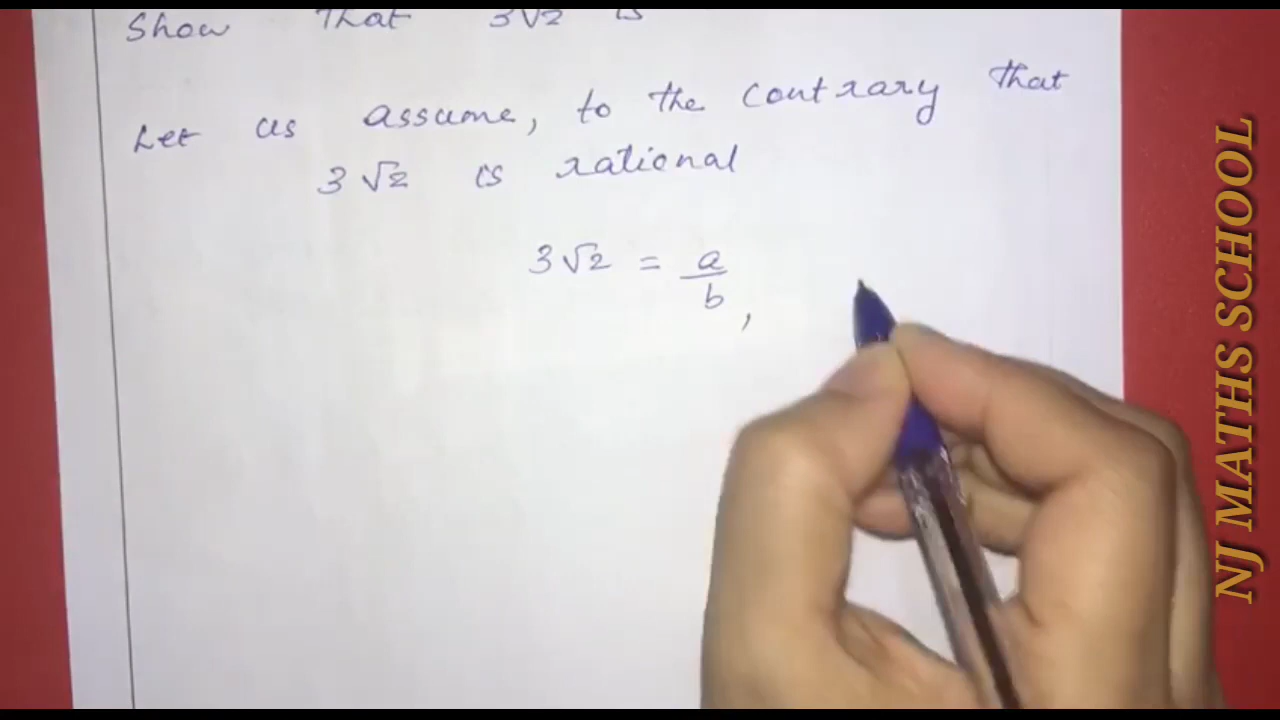 Show that 3√2 is
Let us assume, to the contrary that
3√2 is rational
3√2 = a/b,
NJ MATHS SCHOOL